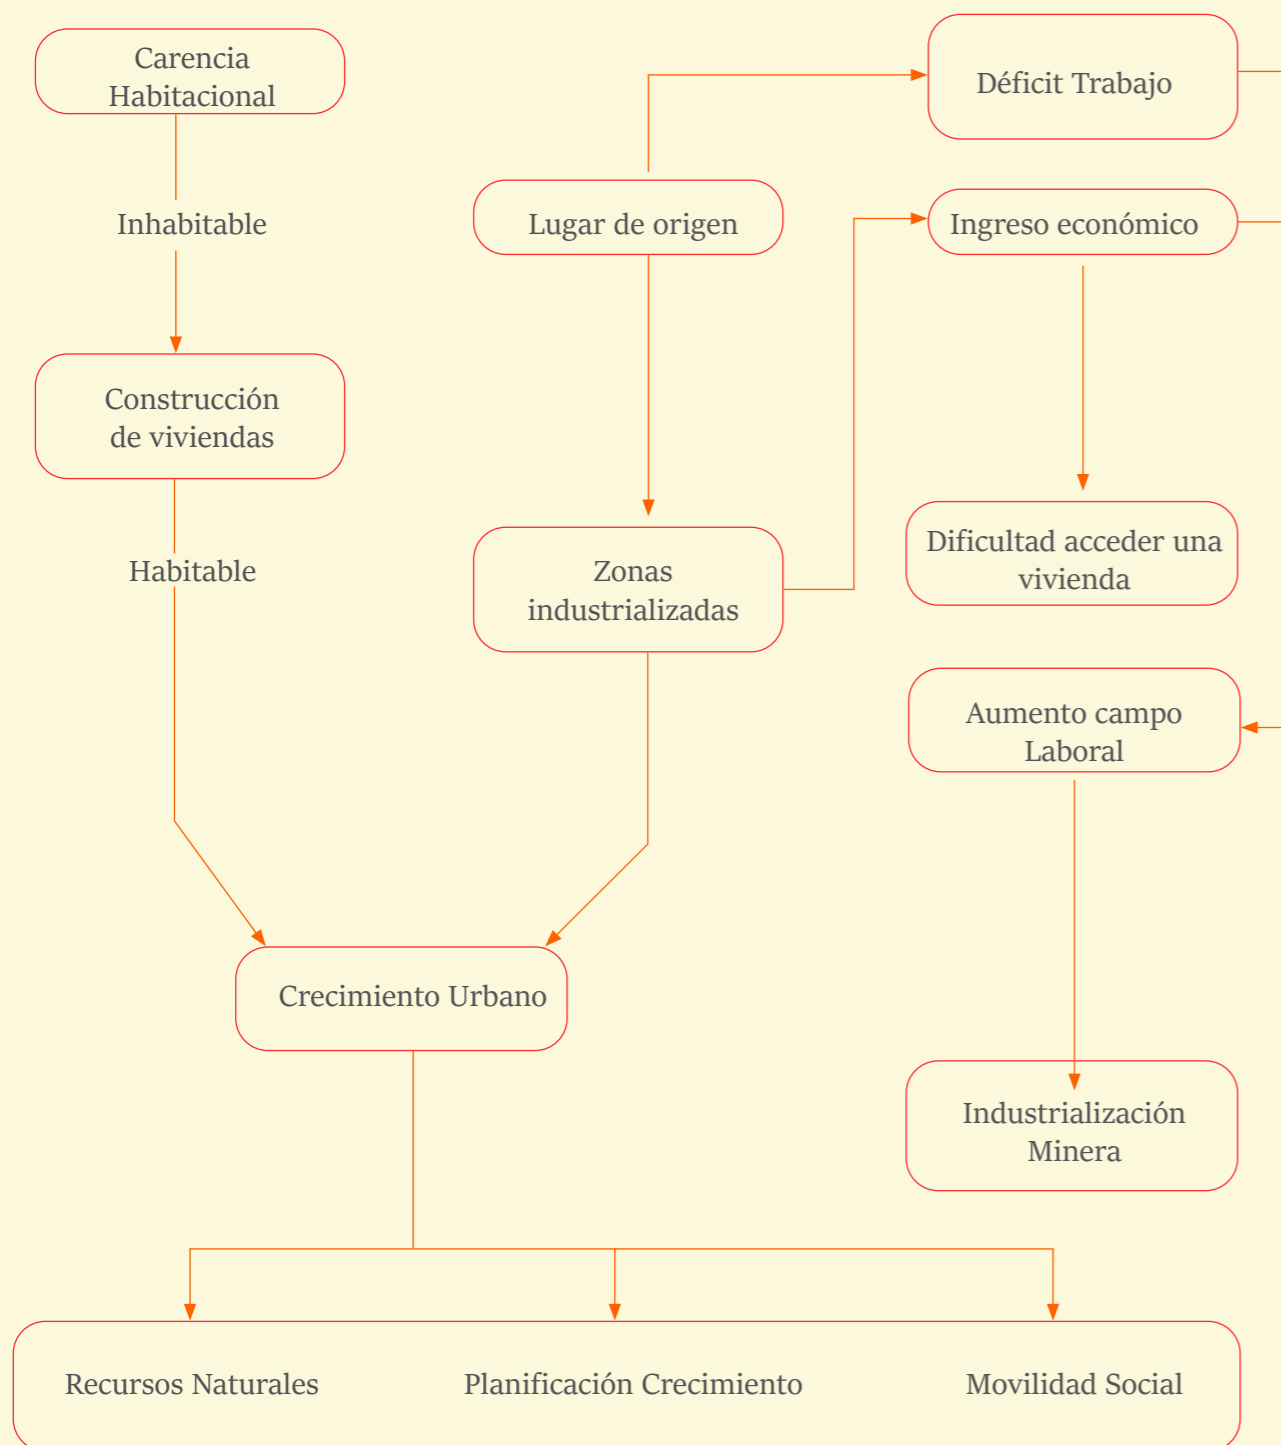 Carencia
Habitacional
Inhabitable
Construcción
de viviendas
Habitable
Lugar de origen
Zonas
industrializadas
Déficit Trabajo
Ingreso económico
Dificultad acceder una
vivienda
Aumento campo
Laboral
Industrialización
Minera
Crecimiento Urbano
Recursos Naturales
Planificación Crecimiento
Movilidad Social